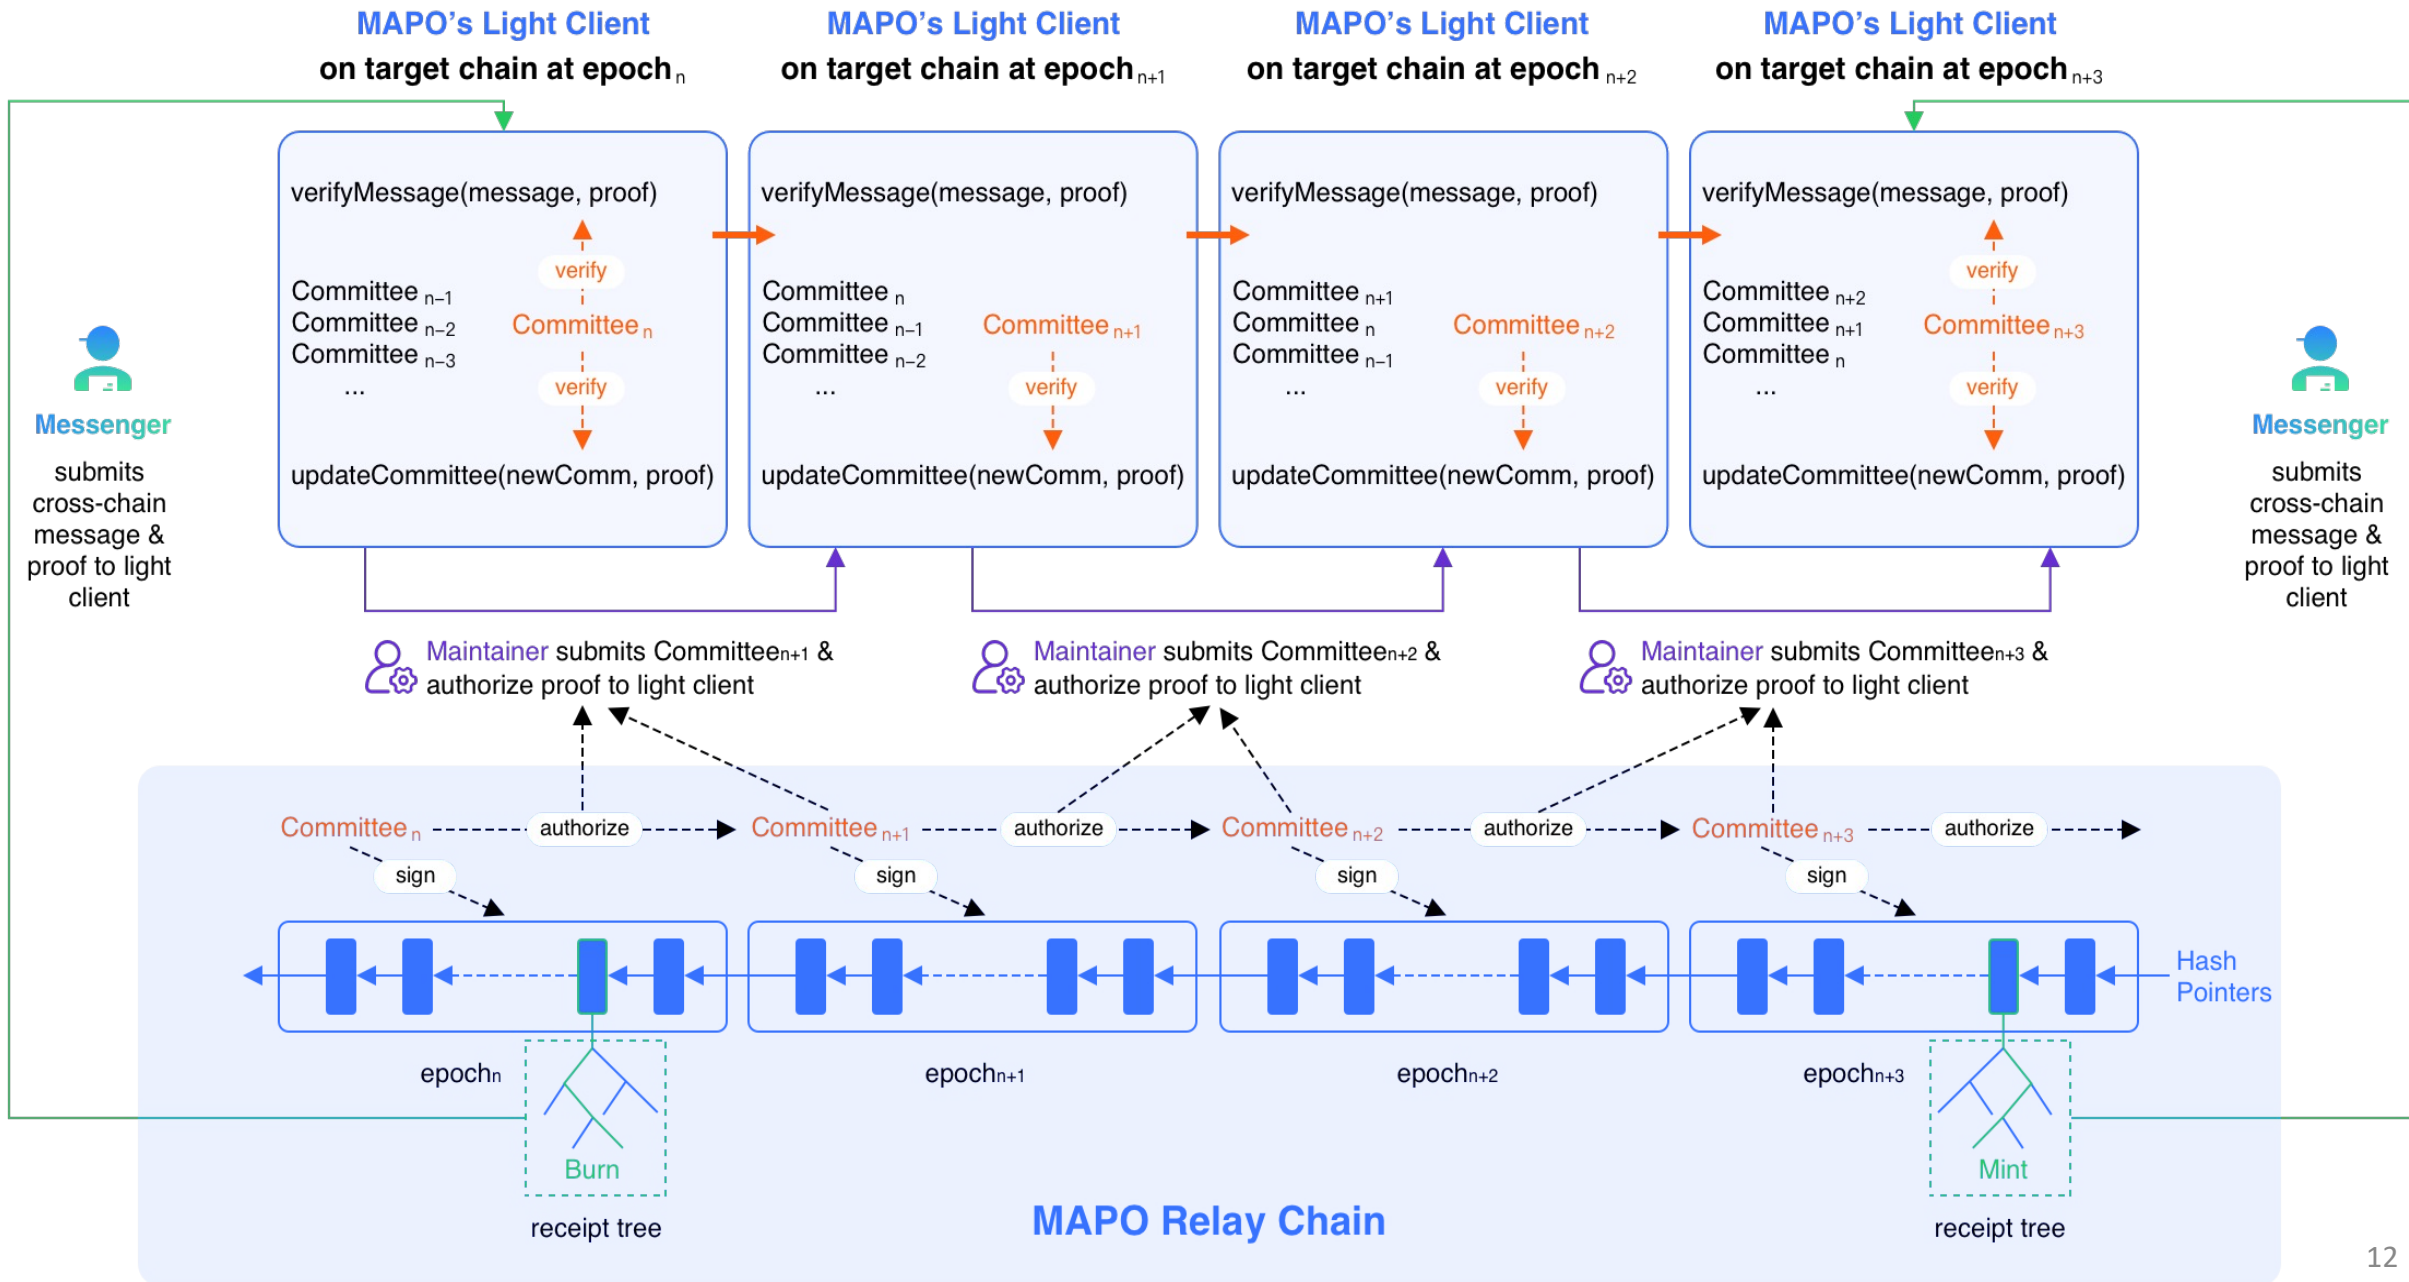 MAPO’s Light Client
on target chain at epoch n
MAPO’s Light Client
on target chain at epoch n+1
MAPO’s Light Client
on target chain at epoch n+2
MAPO’s Light Client
on target chain at epoch n+3
verifyMessage(message, proof)
verify
Committee n−1
Committee n−2
Committee n−3
...
Committee n
verify
updateCommittee(newComm, proof)
verifyMessage(message, proof)
Committee n
Committee n−1
Committee n−2
...
Committee n+1
verify
updateCommittee(newComm, proof)
verifyMessage(message, proof)
Committee n+1
Committee n
Committee n−1
...
Committee n+2
verify
updateCommittee(newComm, proof)
verifyMessage(message, proof)
verify
Committee n+2
Committee n+1
Committee n
...
Committee n+3
verify
updateCommittee(newComm, proof)
Messenger
submits
cross-chain
message &
proof to light
client
Messenger
submits
cross-chain
message &
proof to light
client
Maintainer submits Committeen+1 &
authorize proof to light client
Maintainer submits Committeen+2 &
authorize proof to light client
Maintainer submits Committeen+3 &
authorize proof to light client
Committee n
authorize
Committee n+1
authorize
Committee n+2
authorize
Committee n+3
authorize
sign
sign
sign
sign
Hash
Pointers
epochn
epochn+1
epochn+2
epochn+3
Burn
Mint
receipt tree
MAPO Relay Chain
receipt tree
12